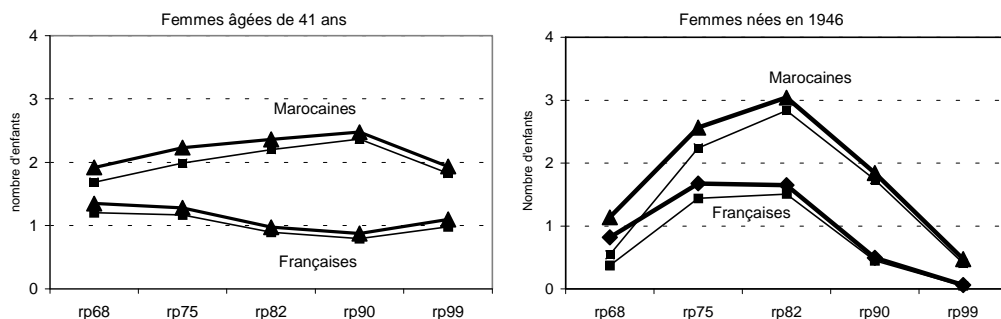 Femmes âgées de 41 ans
nombre d'enfants
4
3
2
1
0
Marocaines
Françaises
rp68 rp75 rp82 rp90 rp99
Femmes nées en 1946
Nombre d'enfants
4
3
2
1
0
Marocaines
Françaises
rp68 rp75 rp82 rp90 rp99